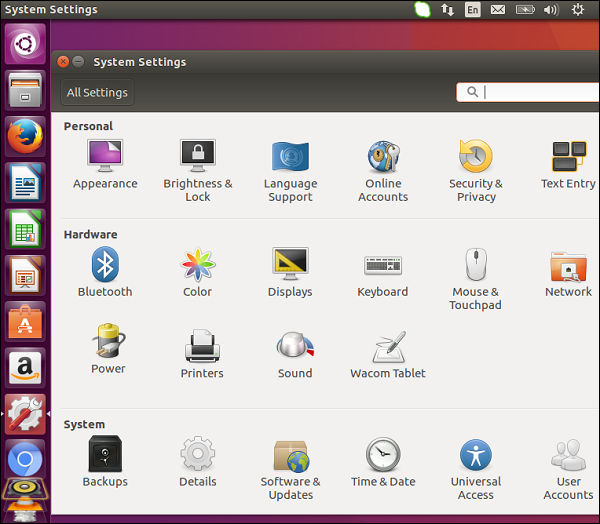 System Settings
En
System Settings
All Settings
Personal
Appearance
Brightness &
Lock
Language
Support
Online
Accounts
Security &
Privacy
Text Entry
Hardware
Bluetooth
Color
Displays
Keyboard
Mouse &
Touchpad
Network
Power
Printers
Sound
Wacom Tablet
System
Backups
Details
Software &
Updates
Time & Date
Universal
Access
User
Accounts